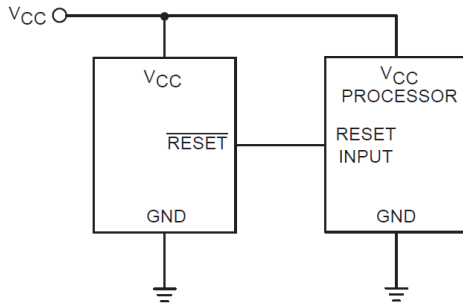 VCC
VCC
RESET
GND
VCC
PROCESSOR
RESET
INPUT
GND